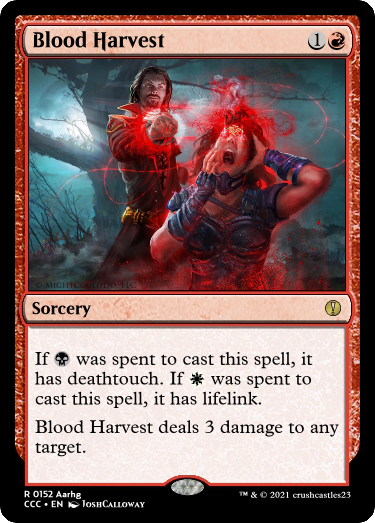 Blood Harvest 1
© MIGHTCOULDDO LLC
Sorcery
If was spent to cast this spell, it
has deathtouch. If was spent to
cast this spell, it has lifelink.
Blood Harvest deals 3 damage to any
target.
R 0152 Aarhg
CCC • EN JOSHCALLOWAY
™ & © 2021 crushcastles23